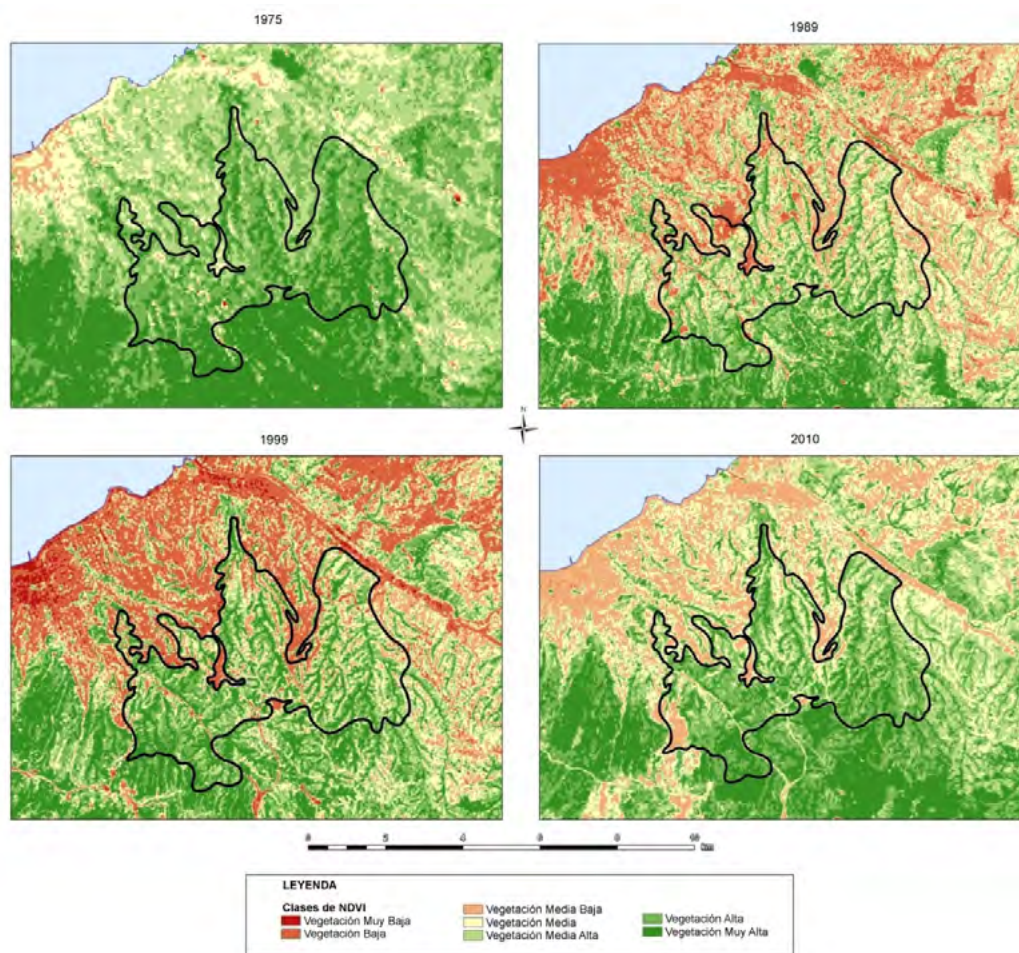 1975
1989
N
1999
2010
LEYENDA
Clases de NDVI
Vegetación Muy Baja
Vegetación Baja
Vegetación Media Baja
Vegetación Media
Vegetación Media Alta
Vegetación Alta
Vegetación Muy Alta